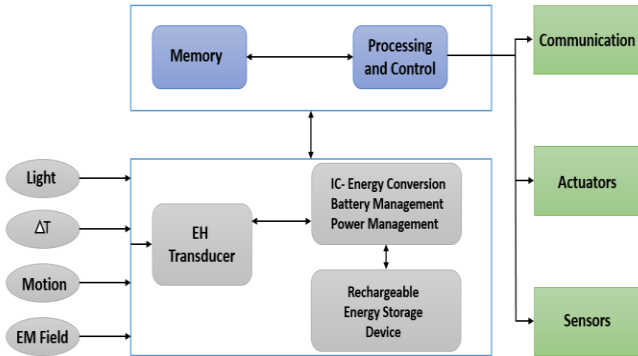 Memory
Processing
and Control
Communication
Light
ΔT
Motion
EM Field
EH
Transducer
IC- Energy Conversion
Battery Management
Power Management
Rechargeable
Energy Storage
Device
Actuators
Sensors